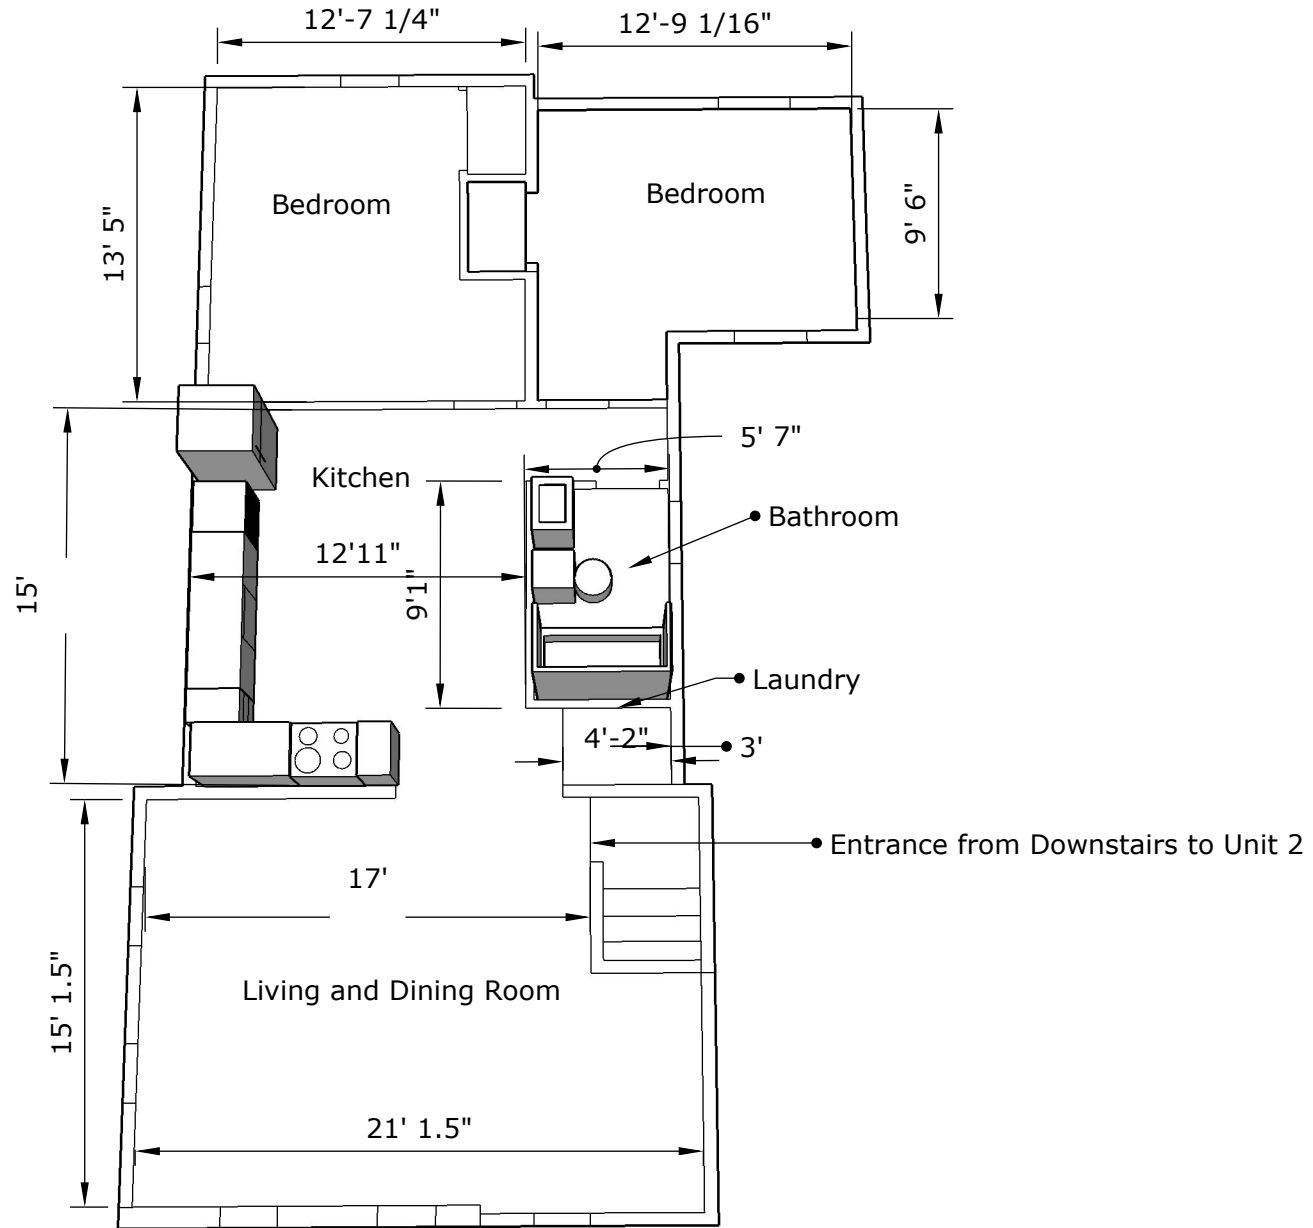 12'-7 1/4"
12'-9 1/16"
Bedroom
Bedroom
13' 5"
9' 6"
5' 7"
Kitchen
Bathroom
12'11"
9'1"
15'
Laundry
4'-2"
3'
Entrance from Downstairs to Unit 2
17'
15' 1.5"
Living and Dining Room
21' 1.5"